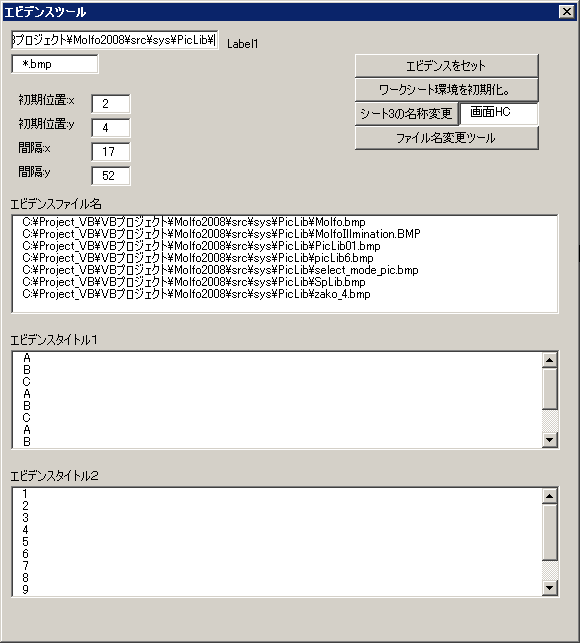 エビデンスツール
Bプロジェクト¥Molfo2008¥src¥sys¥PicLib¥
Label1
*.bmp
エビデンスをセット
ワークシート環境を初期化。
シート3の名称変更
画面HC
ファイル名変更ツール
初期位置:x
2
初期位置:y
4
間隔:x
17
間隔:y
52
エビデンスファイル名
C:¥Project_VB¥VBプロジェクト¥Molfo2008¥src¥sys¥PicLib¥Molfo.bmp
C:¥Project_VB¥VBプロジェクト¥Molfo2008¥src¥sys¥PicLib¥MolfoIllmination.BMP
C:¥Project_VB¥VBプロジェクト¥Molfo2008¥src¥sys¥PicLib¥PicLib01.bmp
C:¥Project_VB¥VBプロジェクト¥Molfo2008¥src¥sys¥PicLib¥picLib6.bmp
C:¥Project_VB¥VBプロジェクト¥Molfo2008¥src¥sys¥PicLib¥select_mode_pic.bmp
C:¥Project_VB¥VBプロジェクト¥Molfo2008¥src¥sys¥PicLib¥SpLib.bmp
C:¥Project_VB¥VBプロジェクト¥Molfo2008¥src¥sys¥PicLib¥zako_4.bmp
エビデンスタイトル1
A
B
C
A
B
C
A
B
エビデンスタイトル2
1
2
3
4
5
6
7
8
9